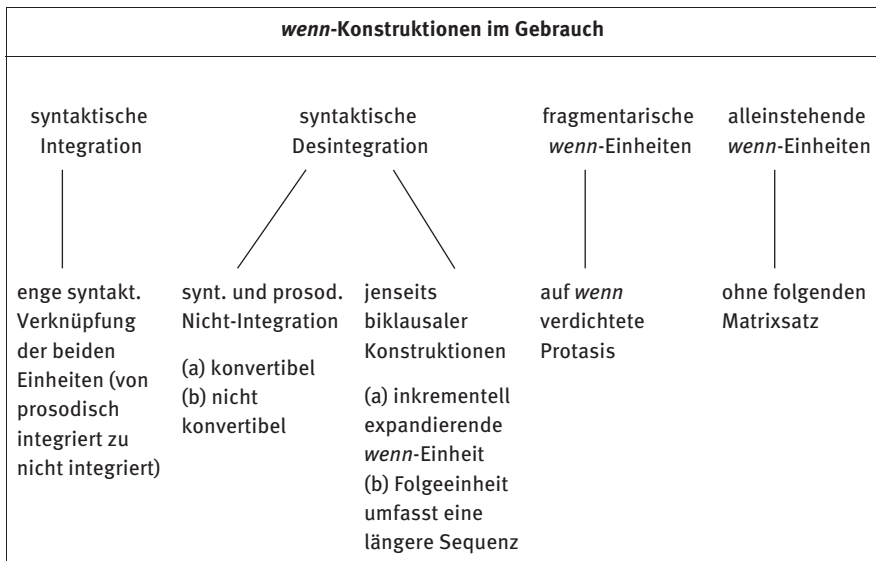 wenn-Konstruktionen im Gebrauch
syntaktische
Integration
syntaktische
Desintegration
fragmentarische
wenn-Einheiten
alleinstehende
wenn-Einheiten
enge syntakt.
Verknüpfung
der beiden
Einheiten (von
prosodisch
integriert zu
nicht integriert)
synt. und prosod.
Nicht-Integration
(a) konvertibel
(b) nicht
konvertibel
jenseits
biklausaler
Konstruktionen
(a) inkrementell
expandierende
wenn-Einheit
(b) Folgeeinheit
umfasst eine
längere Sequenz
auf wenn
verdichtete
Protasis
ohne folgenden
Matrixsatz